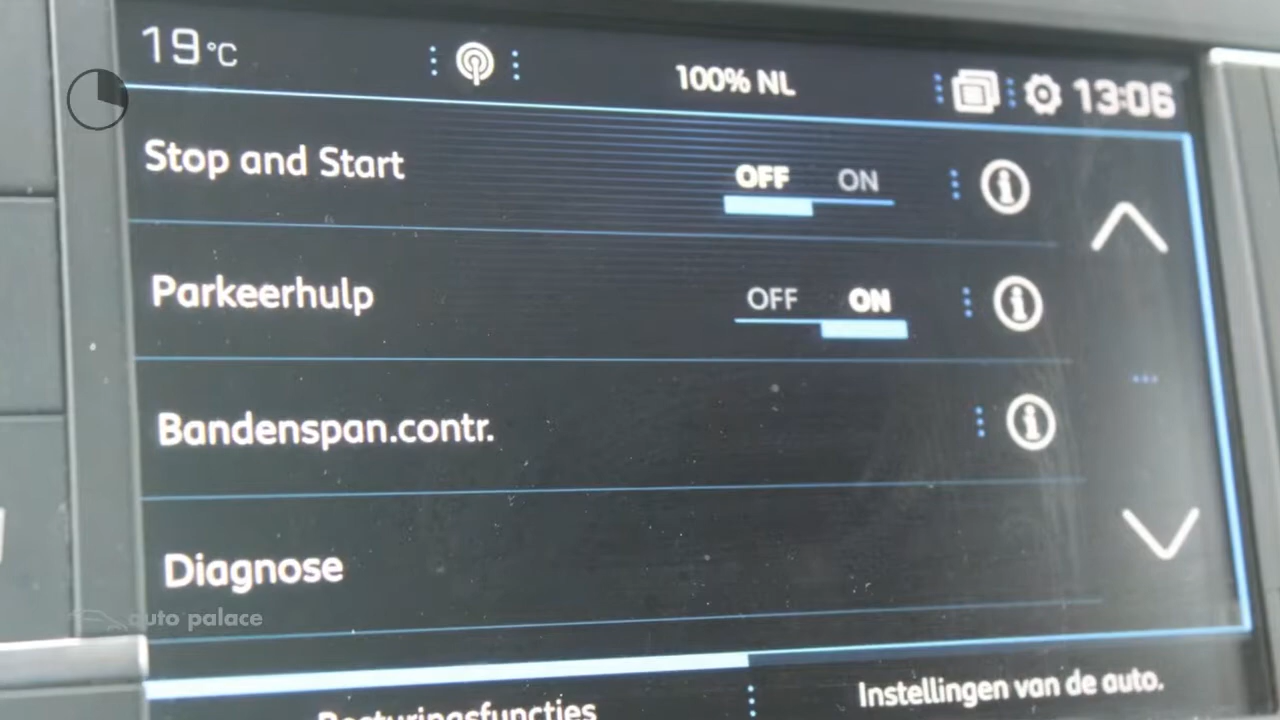 19°C
100% NL
13:06
Stop and Start
OFF ON
Parkeerhulp
OFF ON
Bandenspan.contr.
Diagnose
auto palace
Besturingsfuncties
Instellingen van de auto.